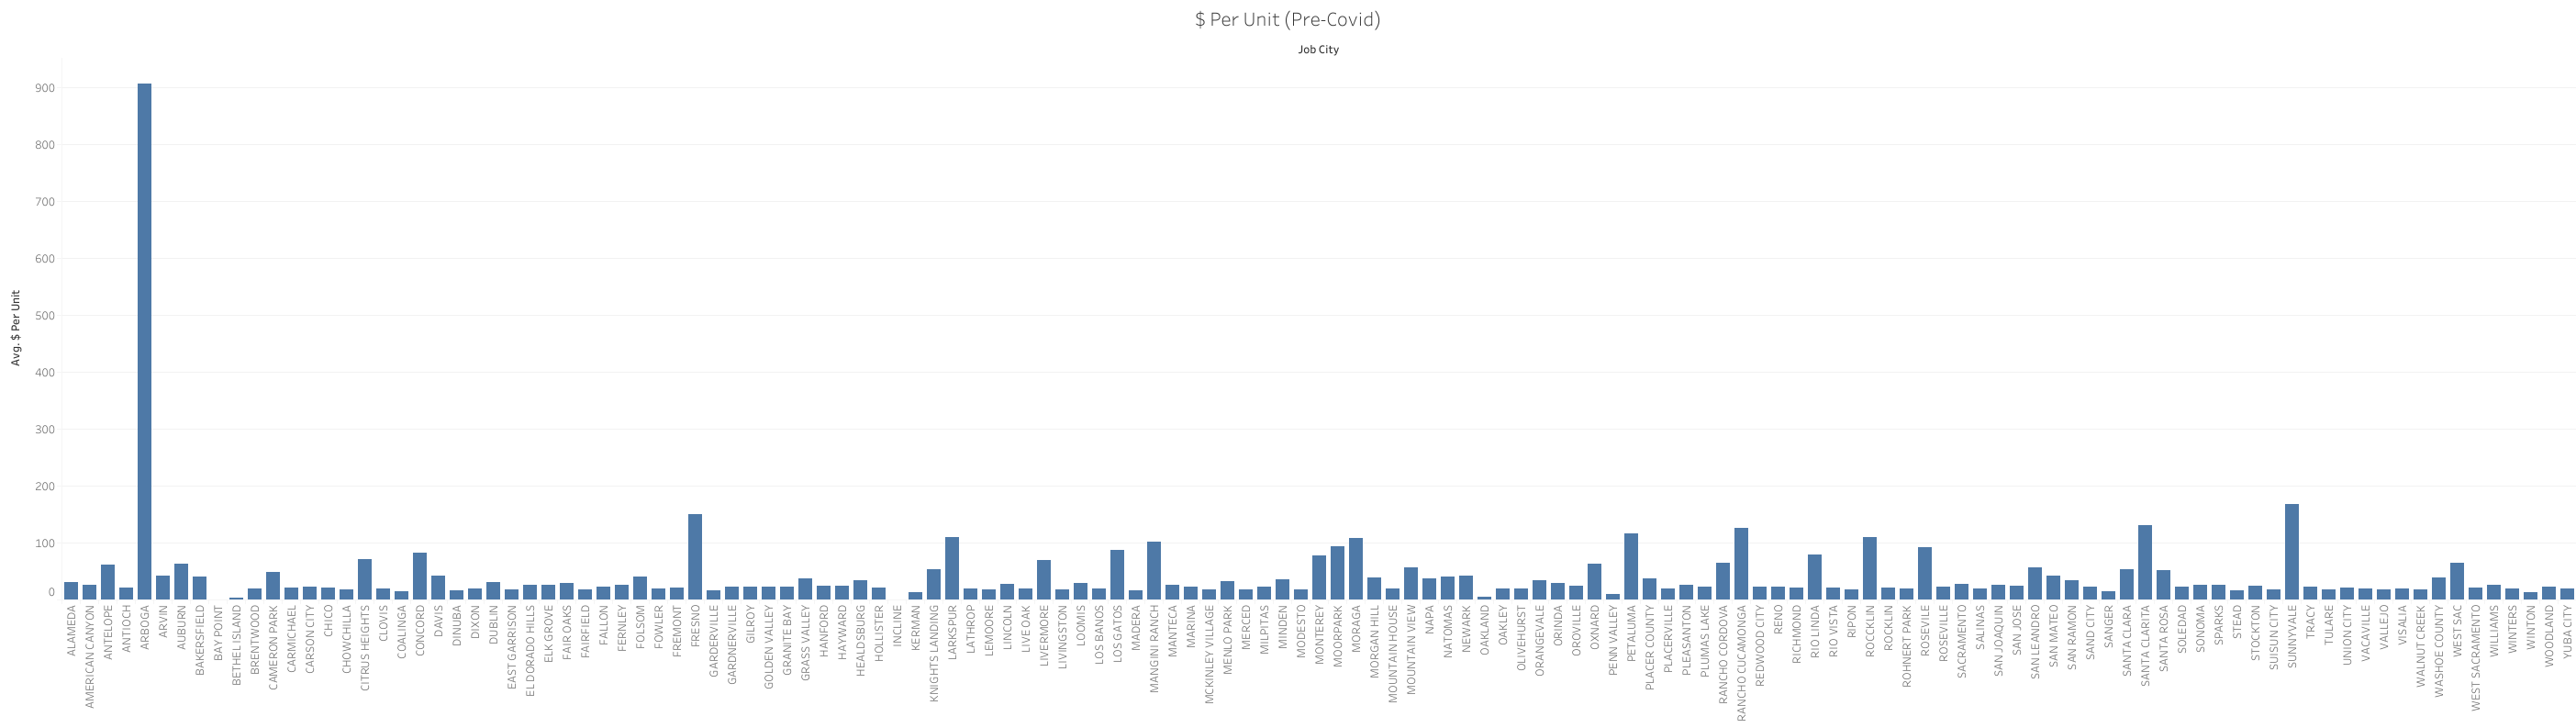 $ Per Unit (Pre-Covid)
Job City
Avg. $ Per Unit
900
800
700
600
500
400
300
200
100
0
ALAMEDA
AMERICAN CANYON
ANTELOPE
ANTIOCH
ARBOGA
ARVIN
AUBURN
BAKERSFIELD
BAY POINT
BETHEL ISLAND
BRENTWOOD
CAMERON PARK
CARMICHAEL
CARSON CITY
CHICO
CHOWCHILLA
CITRUS HEIGHTS
CLOVIS
COALINGA
CONCORD
DAVIS
DINUBA
DIXON
DUBLIN
EAST GARRISON
EL DORADO HILLS
ELK GROVE
FAIR OAKS
FAIRFIELD
FALLON
FERNLEY
FOLSOM
FOWLER
FREMONT
FRESNO
GARDERVILLE
GARDNERVILLE
GILROY
GOLDEN VALLEY
GRANITE BAY
GRASS VALLEY
HANFORD
HAYWARD
HEALDSBURG
HOLLISTER
INCLINE
KERMAN
KNIGHTS LANDING
LARKSPUR
LATHROP
LEMOORE
LINCOLN
LIVE OAK
LIVERMORE
LIVINGSTON
LOOMIS
LOS BANOS
LOS GATOS
MADERA
MANGINI RANCH
MANTECA
MARINA
MCKINLEY VILLAGE
MENLO PARK
MERCED
MILPITAS
MINDEN
MODESTO
MONTEREY
MOORPARK
MORAGA
MORGAN HILL
MOUNTAIN HOUSE
MOUNTAIN VIEW
NAPA
NATOMAS
NEWARK
OAKLAND
OAKLEY
OLIVEHURST
ORANGEVALE
ORINDA
OROVILLE
OXNARD
PENN VALLEY
PETALUMA
PLACER COUNTY
PLACERVILLE
PLEASANTON
PLUMAS LAKE
RANCHO CORDOVA
RANCHO CUCAMONGA
REDWOOD CITY
RENO
RICHMOND
RIO LINDA
RIO VISTA
RIPON
ROCCKLIN
ROCKLIN
ROHNERT PARK
ROSEVILE
ROSEVILLE
SACRAMENTO
SALINAS
SAN JOAQUIN
SAN JOSE
SAN LEANDRO
SAN MATEO
SAN RAMON
SAND CITY
SANGER
SANTA CLARA
SANTA CLARITA
SANTA ROSA
SOLEDAD
SONOMA
SPARKS
STEAD
STOCKTON
SUISUN CITY
SUNNYVALE
TRACY
TULARE
UNION CITY
VACAVILLE
VALLEJO
VISALIA
WALNUT CREEK
WASHOE COUNTY
WEST SAC
WEST SACRAMENTO
WILLIAMS
WINTERS
WINTON
WOODLAND
YUBA CITY